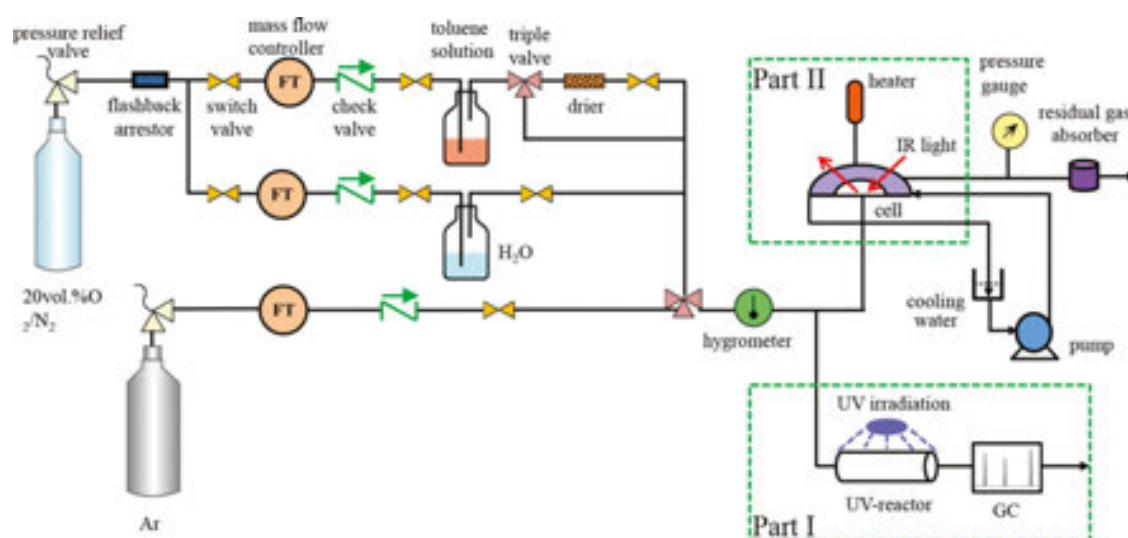 pressure relief
valve
mass flow
controller
toluene
solution
triple
valve
FT
flashback
arrestor
switch
valve
check
valve
drier
FT
H₂O
20vol.%O
₂/N₂
FT
hygrometer
Ar
Part II
heater
IR light
cell
pressure
gauge
residual gas
absorber
cooling
water
pump
UV irradiation
UV-reactor
GC
Part I